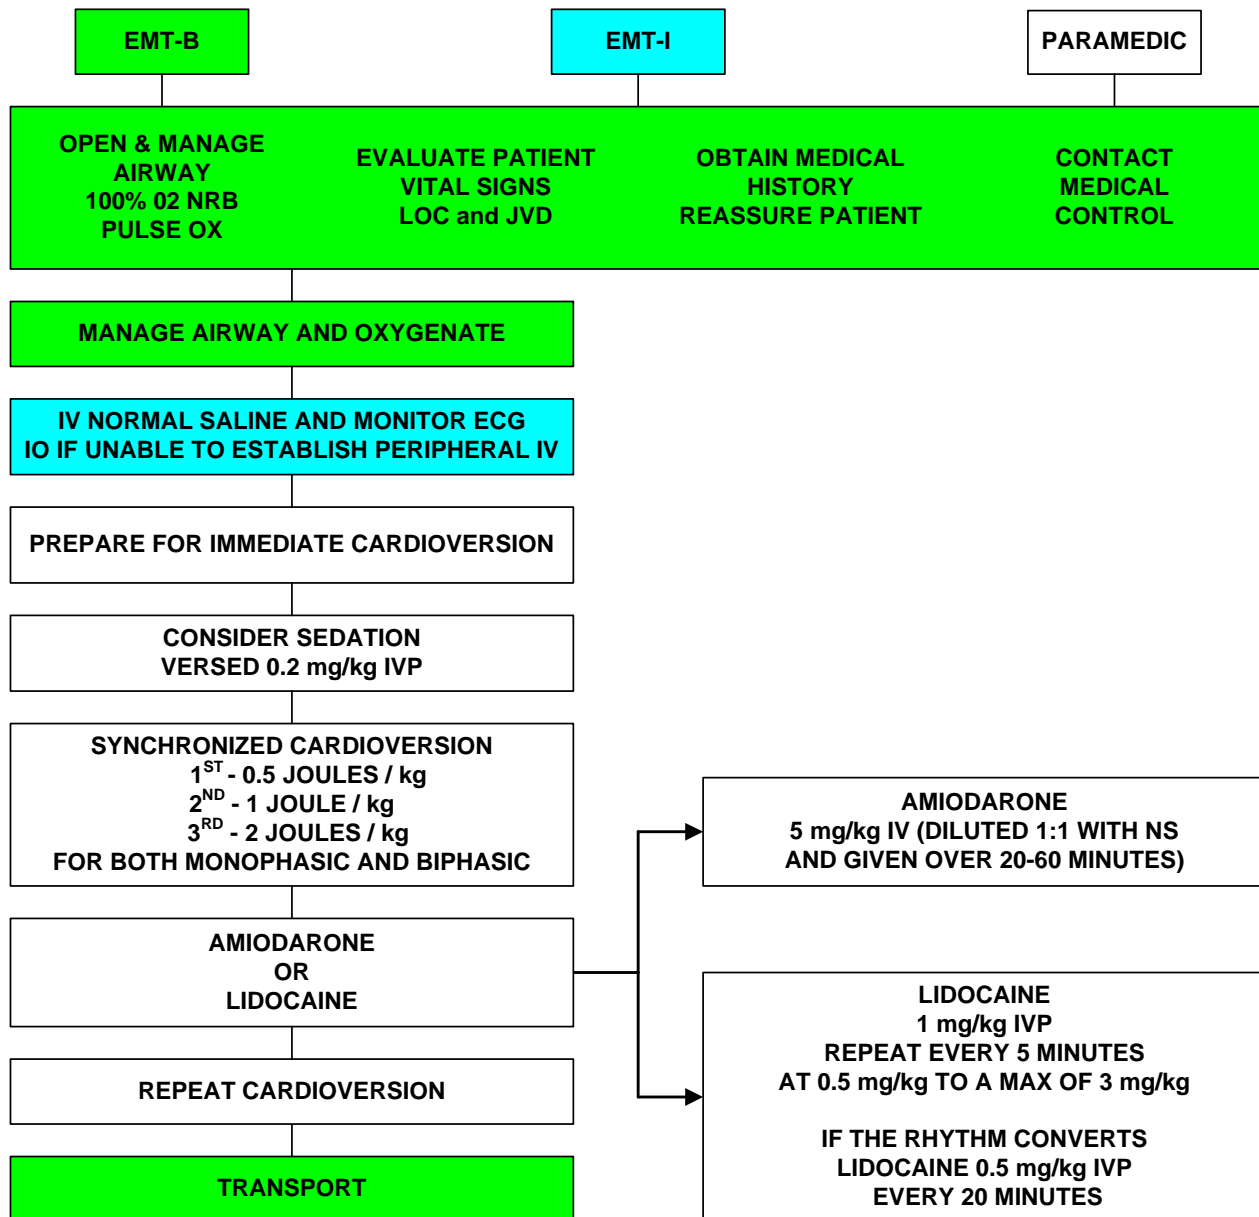 EMT-B
EMT-I
PARAMEDIC
OPEN & MANAGE
AIRWAY
100% 02 NRB
PULSE OX
EVALUATE PATIENT
VITAL SIGNS
LOC and JVD
OBTAIN MEDICAL
HISTORY
REASSURE PATIENT
CONTACT
MEDICAL
CONTROL
MANAGE AIRWAY AND OXYGENATE
IV NORMAL SALINE AND MONITOR ECG
IO IF UNABLE TO ESTABLISH PERIPHERAL IV
PREPARE FOR IMMEDIATE CARDIOVERSION
CONSIDER SEDATION
VERSED 0.2 mg/kg IVP
SYNCHRONIZED CARDIOVERSION
1ST - 0.5 JOULES / kg
2ND - 1 JOULE / kg
3RD - 2 JOULES / kg
FOR BOTH MONOPHASIC AND BIPHASIC
AMIODARONE
OR
LIDOCAINE
AMIODARONE
5 mg/kg IV (DILUTED 1:1 WITH NS
AND GIVEN OVER 20-60 MINUTES)
LIDOCAINE
1 mg/kg IVP
REPEAT EVERY 5 MINUTES
AT 0.5 mg/kg TO A MAX OF 3 mg/kg
IF THE RHYTHM CONVERTS
LIDOCAINE 0.5 mg/kg IVP
EVERY 20 MINUTES
REPEAT CARDIOVERSION
TRANSPORT